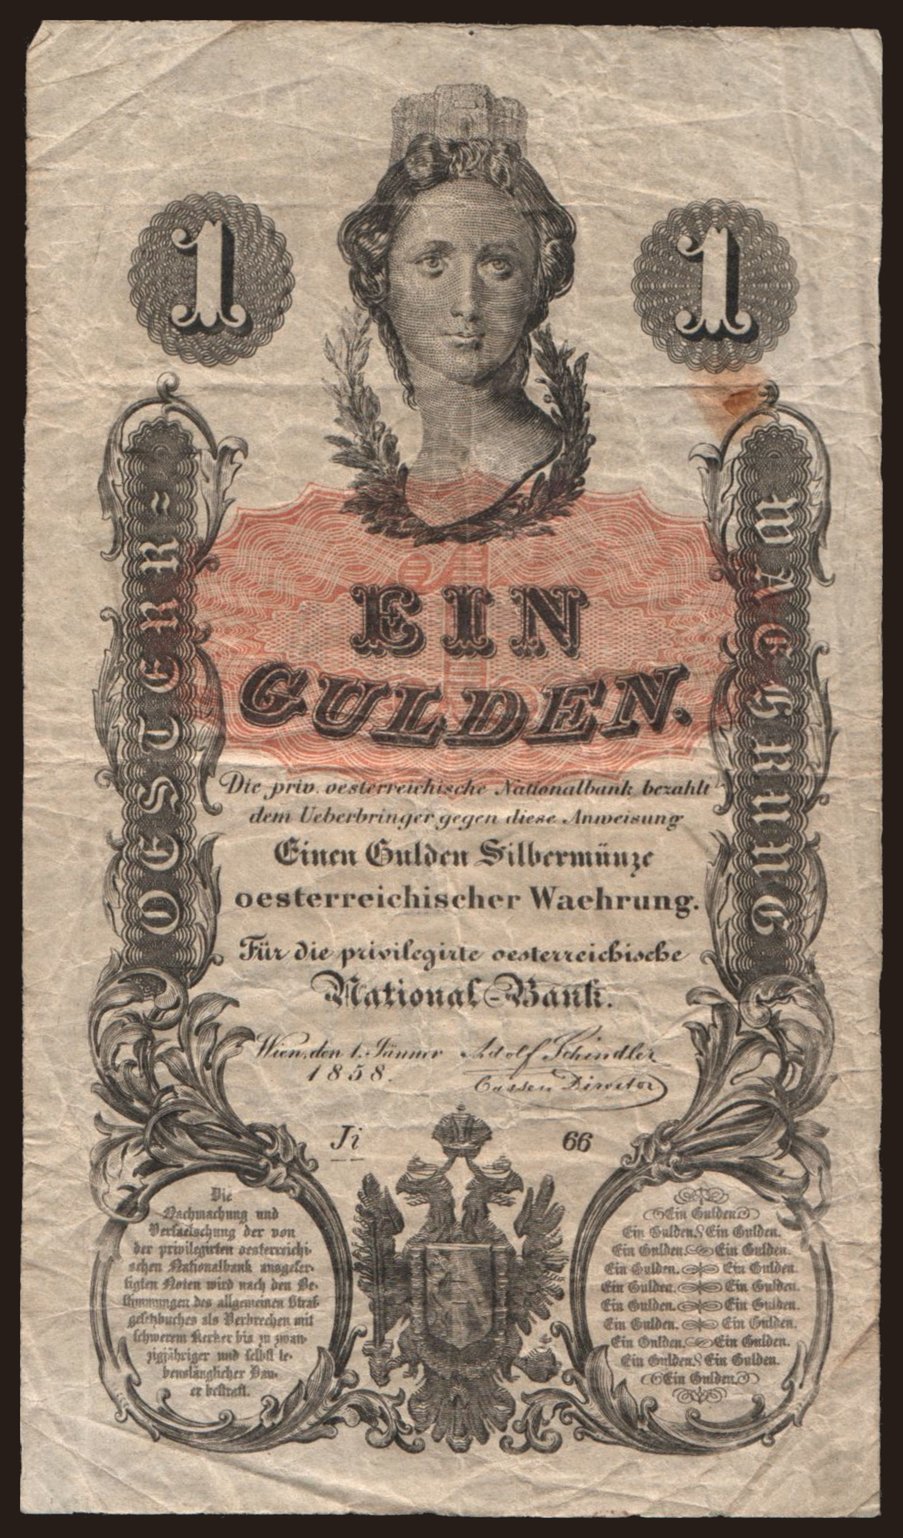 1
1
OESTERR=
WAEHRUNG
1
EIN
GULDEN.
Die priv. oesterreichische Nationalbank bezahlt
dem Ueberbringer gegen diese Anweisung
Einen Gulden Silbermünze
oesterreichischer Waehrung.
Für die privilegirte oesterreichische
National-Bank.
Wien, den 1. Jänner
1858.
Adolf Schindler
Cassen Director
Ji
66
Die
Nachmachung und
Verfaelschung der von
der privilegirten oesterreichi-
schen Nationalbank ausgefer-
tigten Noten wird nach den Be-
stimmungen des allgemeinen Straf
gesetzbuches als Verbrechen mit
schwerem Kerker bis zu zwan-
zigjähriger und selbst le-
benslänglicher Dau-
er bestraft.
Ein Gulden
Ein Gulden. Ein Gulden.
Ein Gulden. Ein Gulden.
Ein Gulden. Ein Gulden.
Ein Gulden. Ein Gulden.
Ein Gulden. Ein Gulden.
Ein Gulden. Ein Gulden.
Ein Gulden. Ein Gulden.
Ein Gulden. Ein Gulden.
Ein Gulden